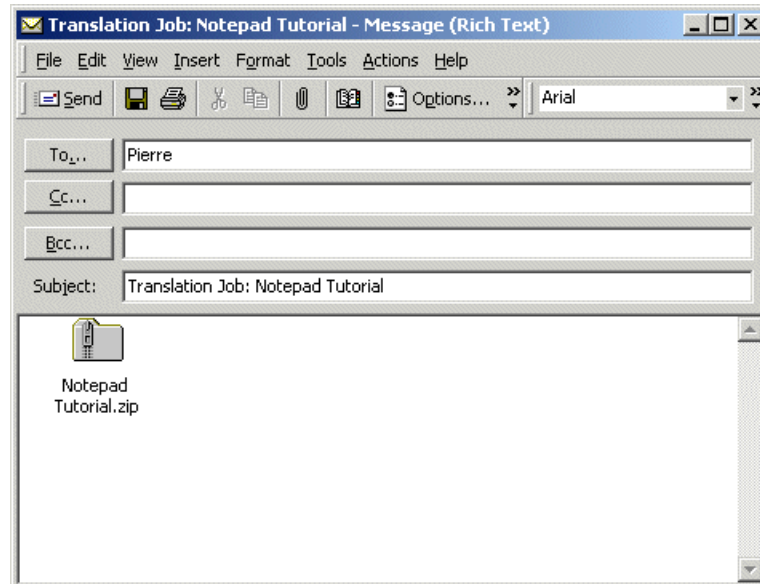 Translation Job: Notepad Tutorial - Message (Rich Text)
File Edit View Insert Format Tools Actions Help
Send Options... Arial
To... Pierre
Cc...
Bcc...
Subject: Translation Job: Notepad Tutorial
Notepad
Tutorial.zip